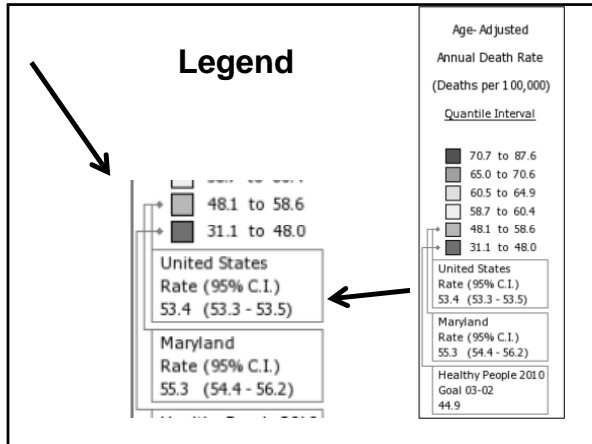 Legend
48.1 to 58.6
31.1 to 48.0
United States
Rate (95% C.I.)
53.4 (53.3 - 53.5)
Maryland
Rate (95% C.I.)
55.3 (54.4 - 56.2)
Age-Adjusted
Annual Death Rate
(Deaths per 100,000)
Quantile Interval
70.7 to 87.6
65.0 to 70.6
60.5 to 64.9
58.7 to 60.4
48.1 to 58.6
31.1 to 48.0
United States
Rate (95% C.I.)
53.4 (53.3 - 53.5)
Maryland
Rate (95% C.I.)
55.3 (54.4 - 56.2)
Healthy People 2010
Goal 03-02
44.9